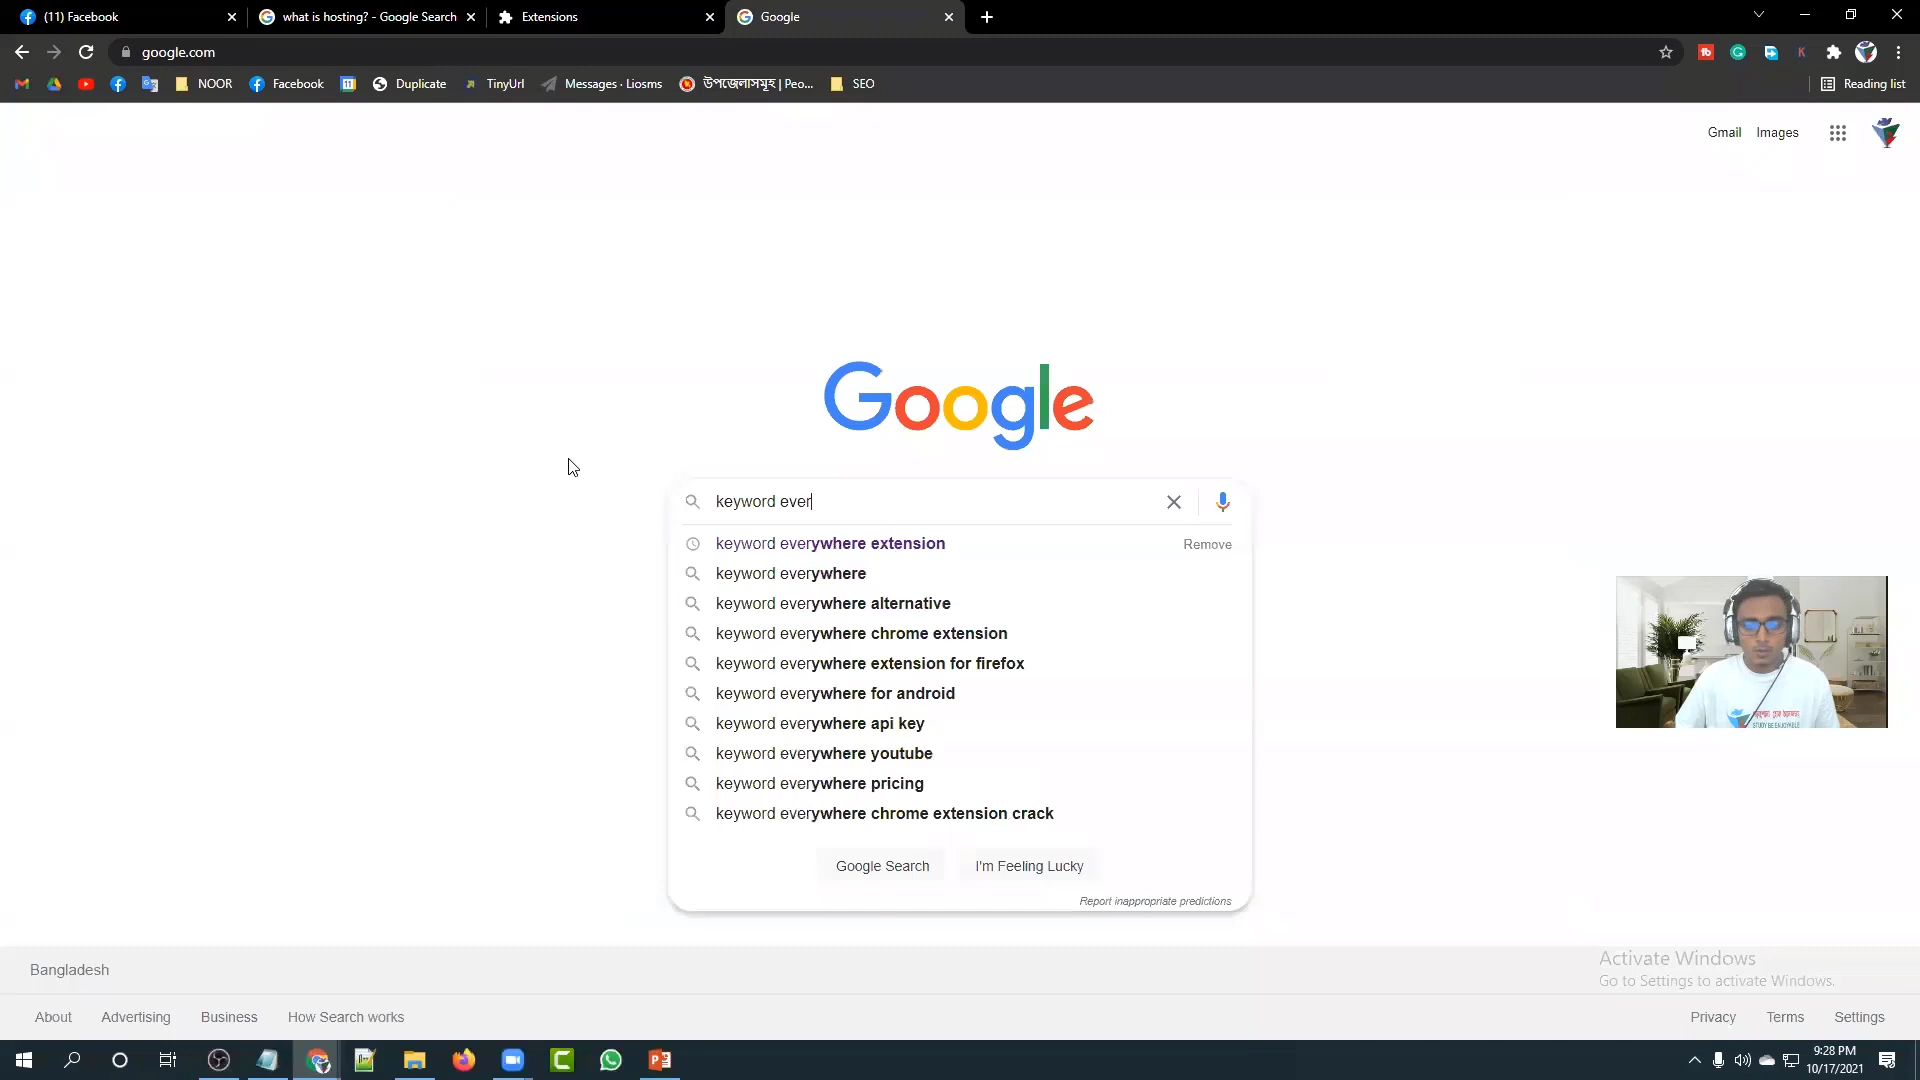 (11) Facebook
what is hosting? - Google Search
Extensions
Google
google.com
NOOR
Facebook
Duplicate
TinyUrl
Messages · Liosms
উপজেলাসমূহ | Peo...
SEO
Reading list
Gmail
Images
Google
keyword ever
keyword everywhere extension
Remove
keyword everywhere
keyword everywhere alternative
keyword everywhere chrome extension
keyword everywhere extension for firefox
keyword everywhere for android
keyword everywhere api key
keyword everywhere youtube
keyword everywhere pricing
keyword everywhere chrome extension crack
Google Search
I'm Feeling Lucky
Report inappropriate predictions
STUDY BE ENJOYABLE
Bangladesh
Activate Windows
Go to Settings to activate Windows.
About
Advertising
Business
How Search works
Privacy
Terms
Settings
9:28 PM
10/17/2021